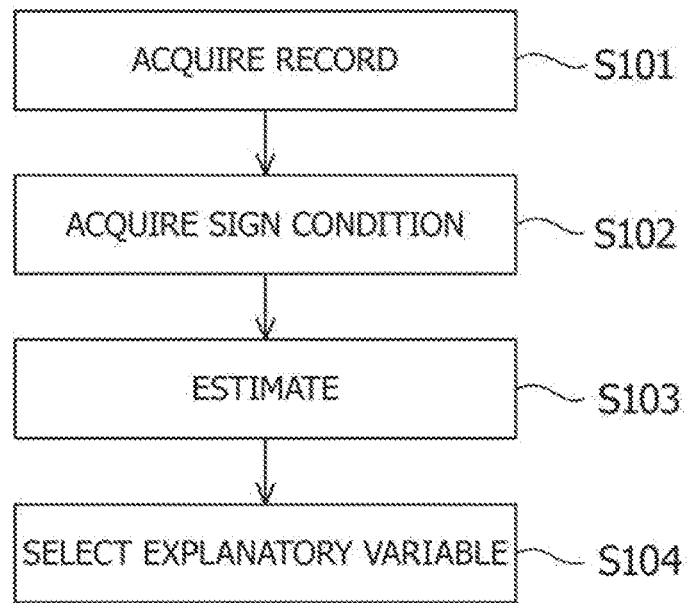 ACQUIRE RECORD S101
ACQUIRE SIGN CONDITION S102
ESTIMATE S103
SELECT EXPLANATORY VARIABLE S104